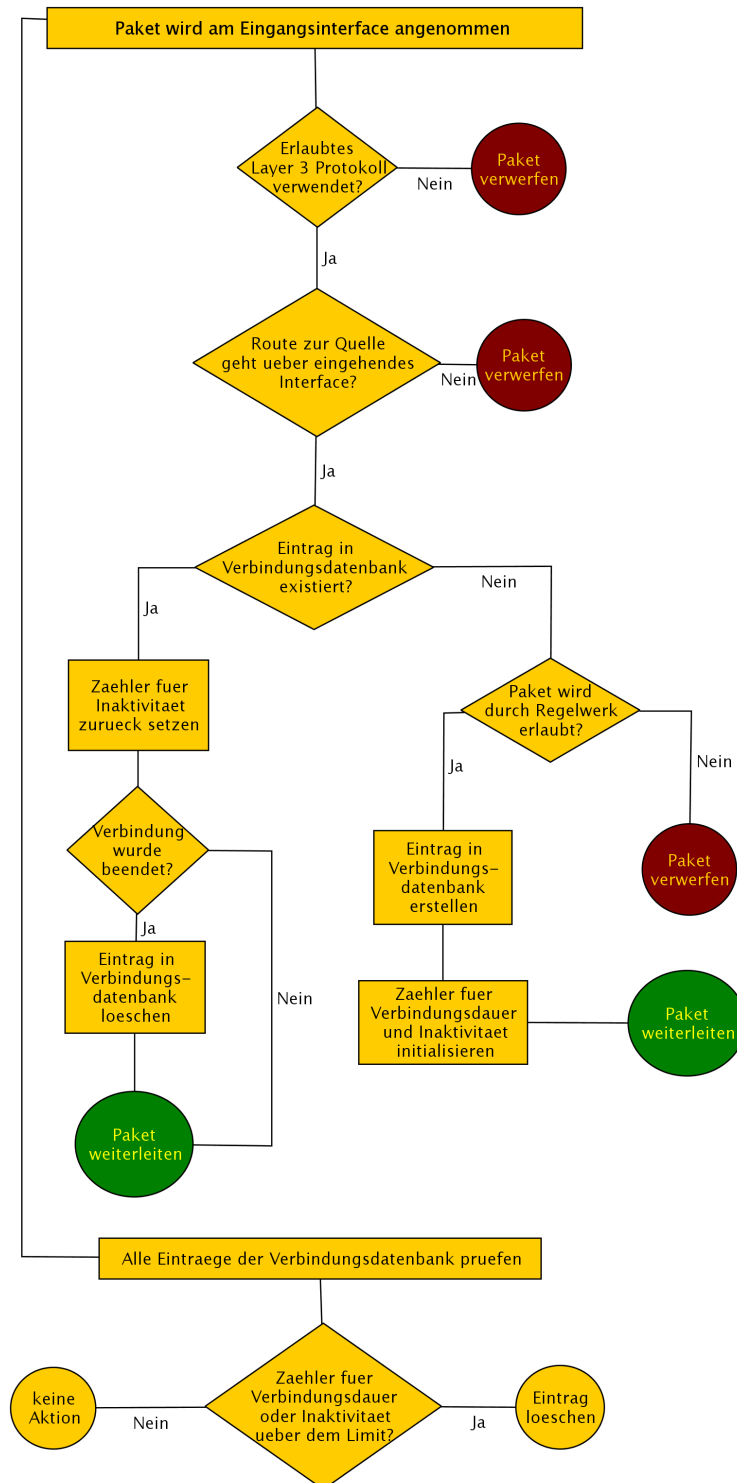 Paket wird am Eingangsinterface angenommen
Erlaubtes
Layer 3 Protokoll
verwendet?
Nein
Paket
verwerfen
Ja
Route zur Quelle
geht ueber eingehendes
Interface?
Nein
Paket
verwerfen
Ja
Eintrag in
Verbindungsdatenbank
existiert?
Ja
Nein
Zaehler fuer
Inaktivitaet
zurueck setzen
Paket wird
durch Regelwerk
erlaubt?
Ja
Nein
Verbindung
wurde
beendet?
Ja
Nein
Eintrag in
Verbindungs-
datenbank
erstellen
Paket
verwerfen
Eintrag in
Verbindungs-
datenbank
loeschen
Zaehler fuer
Verbindungsdauer
und Inaktivitaet
initialisieren
Paket
weiterleiten
Paket
weiterleiten
Alle Eintraege der Verbindungsdatenbank pruefen
Zaehler fuer
Verbindungsdauer
oder Inaktivitaet
ueber dem Limit?
Nein
keine
Aktion
Ja
Eintrag
loeschen